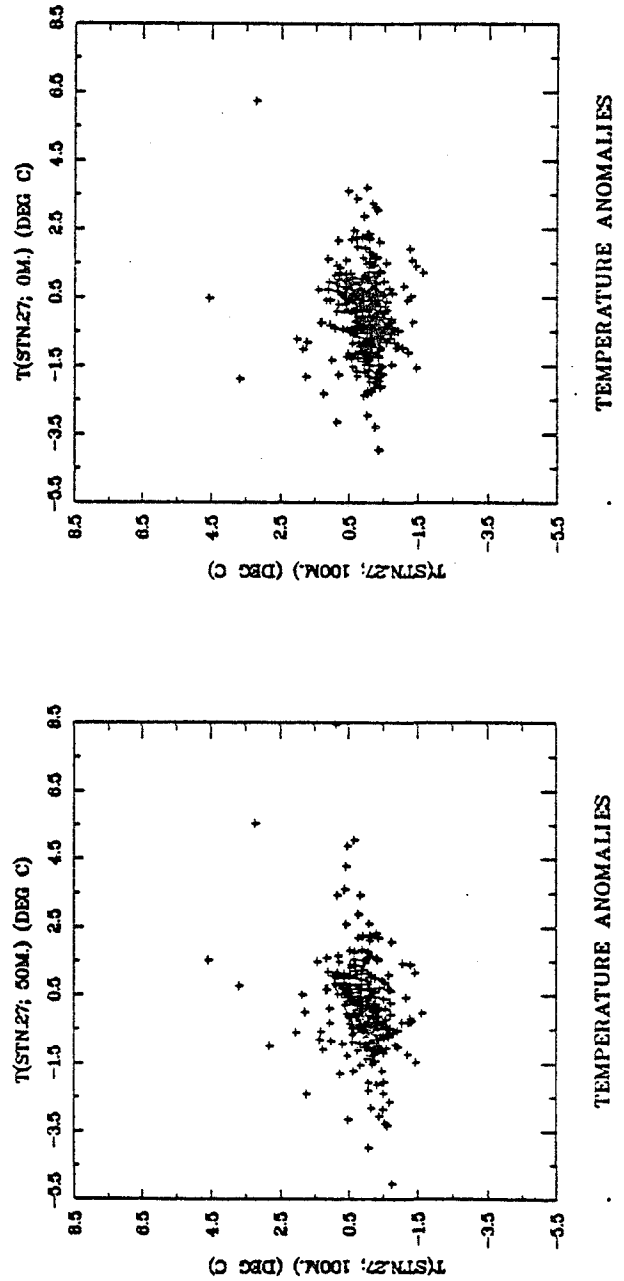 T(STN.27; 50M.) (DEG C)
-5.5 -3.5 -1.5 0.5 2.5 4.5 6.5 8.5
8.5
6.5
4.5
2.5
0.5
-1.5
-3.5
-5.5
T(STN.27; 100M.) (DEG C)
TEMPERATURE ANOMALIES
T(STN.27; 0M.) (DEG C)
-5.5 -3.5 -1.5 0.5 2.5 4.5 6.5 8.5
8.5
6.5
4.5
2.5
0.5
-1.5
-3.5
-5.5
T(STN.27; 100M.) (DEG C)
TEMPERATURE ANOMALIES